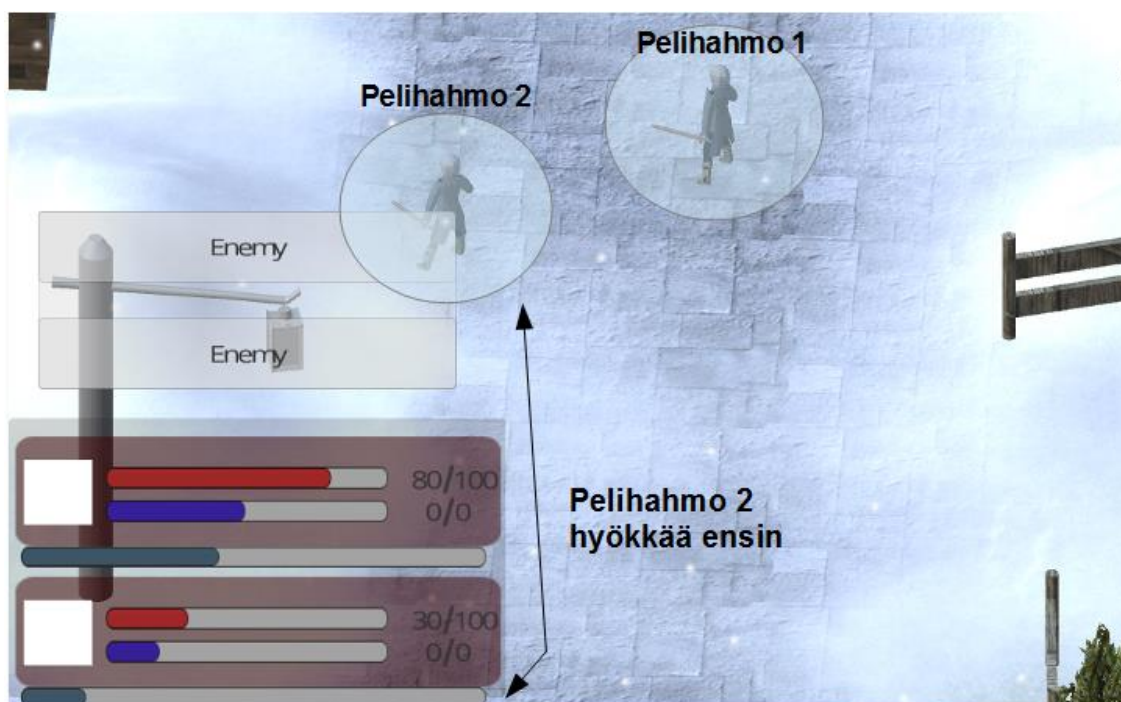 Pelihahmo 1
Pelihahmo 2
Enemy
Enemy
80/100
0/0
Pelihahmo 2
hyökkää ensin
30/100
0/0